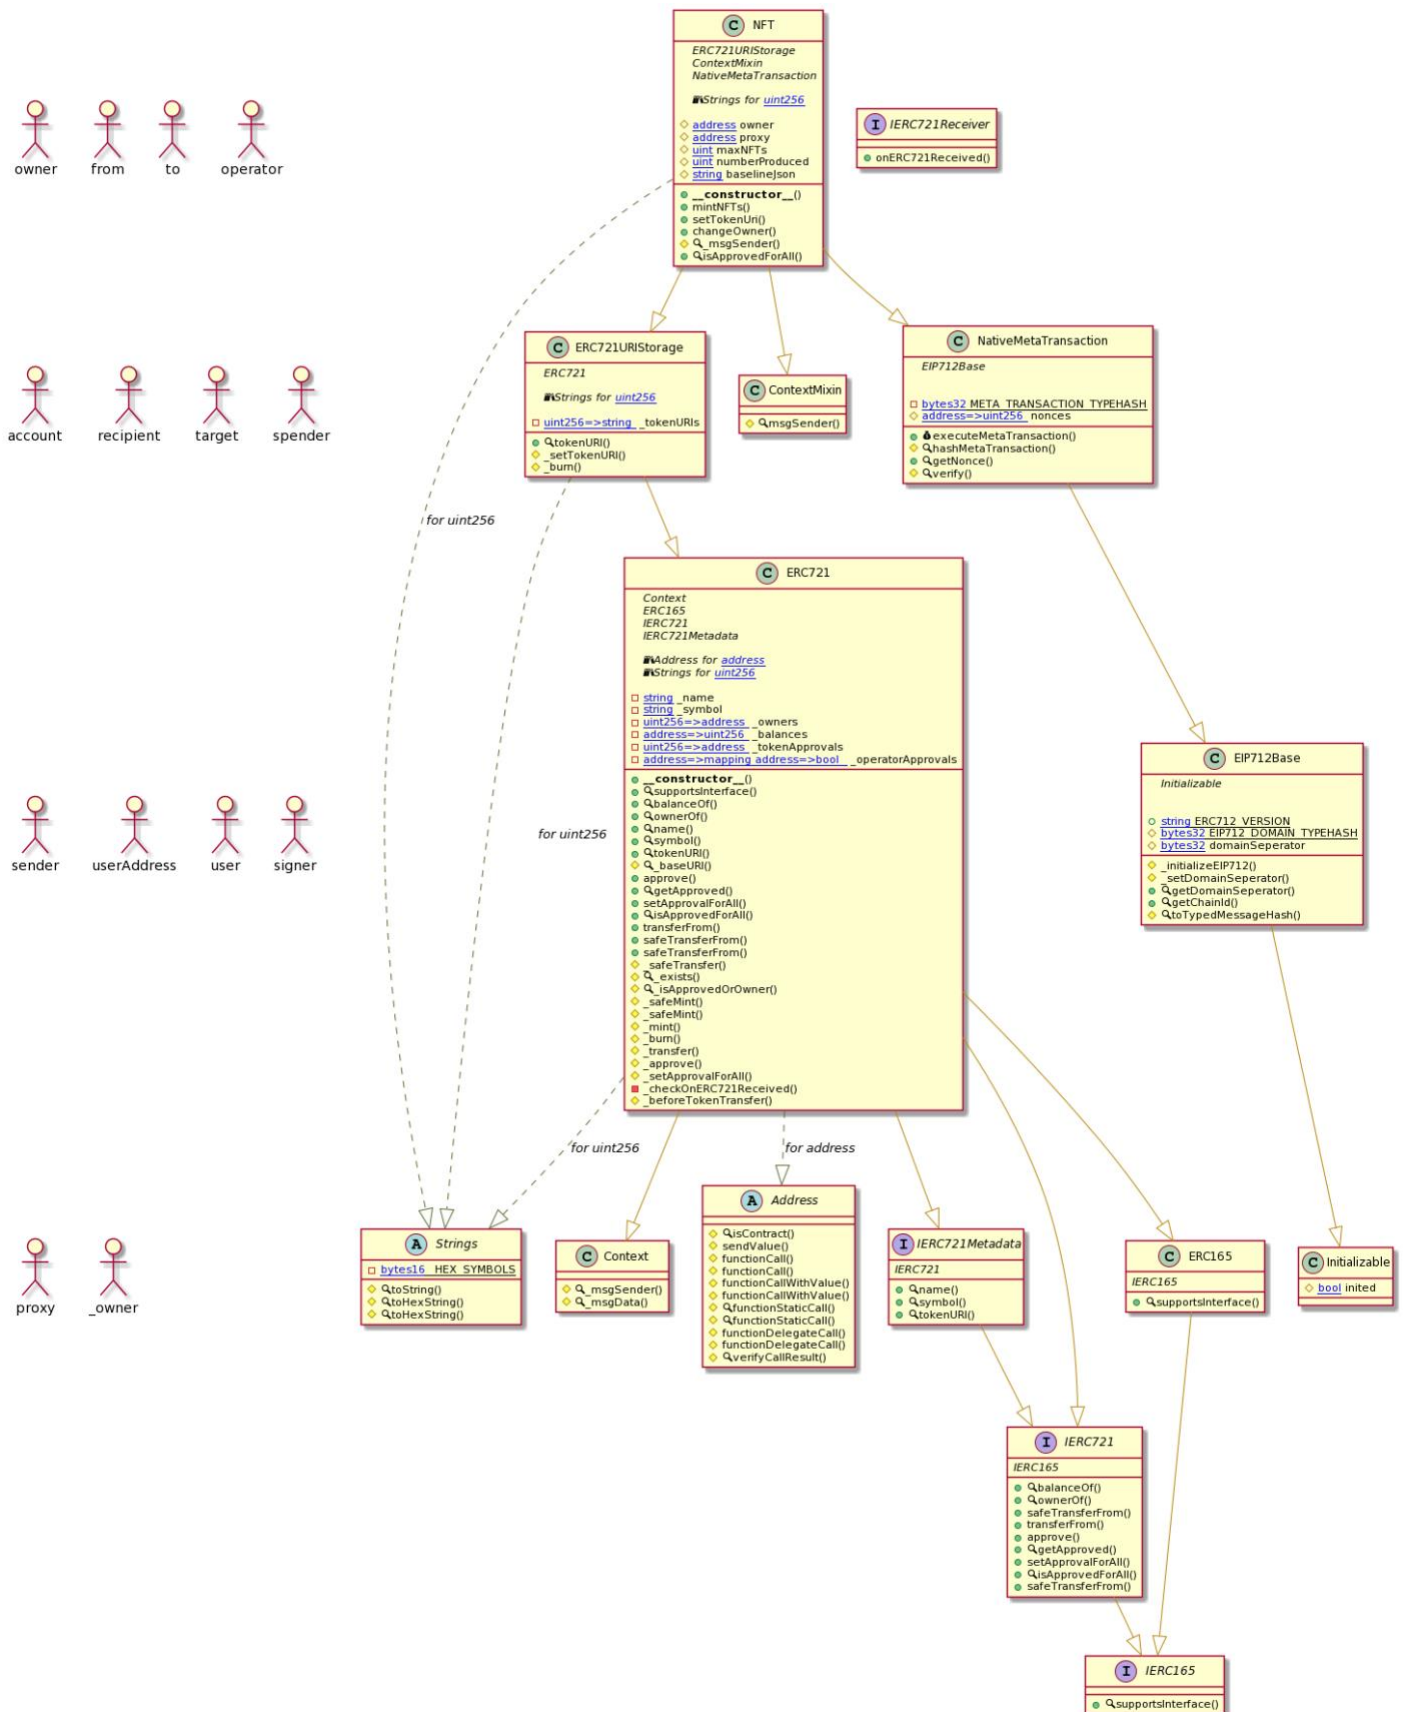 C NFT
ERC721URIStorage
ContextMixin
NativeMetaTransaction
Strings for uint256
address owner
address proxy
uint maxNFTs
uint numberProduced
string baselineJson
__constructor__()
mintNFTs()
setTokenUri()
changeOwner()
_msgSender()
isApprovedForAll()
owner
from
to
operator
I IERC721Receiver
onERC721Received()
C ERC721URIStorage
ERC721
Strings for uint256
uint256=>string _tokenURIs
tokenURI()
_setTokenURI()
_burn()
C ContextMixin
msgSender()
C NativeMetaTransaction
EIP712Base
bytes32 META_TRANSACTION_TYPEHASH
address=>uint256 nonces
executeMetaTransaction()
hashMetaTransaction()
getNonce()
verify()
account
recipient
target
spender
for uint256
C ERC721
Context
ERC165
IERC721
IERC721Metadata
Address for address
Strings for uint256
string _name
string _symbol
uint256=>address _owners
address=>uint256 _balances
uint256=>address _tokenApprovals
address=>mapping address=>bool _operatorApprovals
__constructor__()
supportsInterface()
balanceOf()
ownerOf()
name()
symbol()
tokenURI()
_baseURI()
approve()
getApproved()
setApprovalForAll()
isApprovedForAll()
transferFrom()
safeTransferFrom()
safeTransferFrom()
_safeTransfer()
_exists()
_isApprovedOrOwner()
_safeMint()
_safeMint()
_mint()
_burn()
_transfer()
_approve()
_setApprovalForAll()
_checkOnERC721Received()
_beforeTokenTransfer()
C EIP712Base
Initializable
string ERC712_VERSION
bytes32 EIP712_DOMAIN_TYPEHASH
bytes32 domainSeperator
_initializeEIP712()
_setDomainSeperator()
getDomainSeperator()
getChainId()
toTypedMessageHash()
sender
userAddress
user
signer
for uint256
for uint256
for address
A Strings
bytes16 _HEX_SYMBOLS
toString()
toHexString()
toHexString()
C Context
_msgSender()
_msgData()
A Address
isContract()
sendValue()
functionCall()
functionCall()
functionCallWithValue()
functionCallWithValue()
functionStaticCall()
functionStaticCall()
functionDelegateCall()
functionDelegateCall()
verifyCallResult()
I IERC721Metadata
IERC721
name()
symbol()
tokenURI()
C ERC165
IERC165
supportsInterface()
C Initializable
bool inited
proxy
_owner
I IERC721
IERC165
balanceOf()
ownerOf()
safeTransferFrom()
transferFrom()
approve()
getApproved()
setApprovalForAll()
isApprovedForAll()
safeTransferFrom()
I IERC165
supportsInterface()